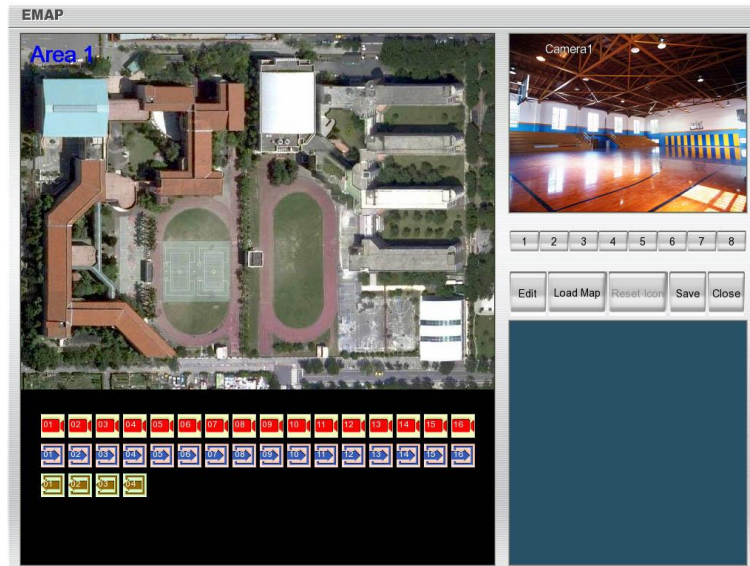 EMAP
Area 1
Camera1
1 2 3 4 5 6 7 8
Edit Load Map Reset Icon Save Close
01 02 03 04 05 06 07 08 09 10 11 12 13 14 15 16
01 02 03 04 05 06 07 08 09 10 11 12 13 14 15 16
01 02 03 04